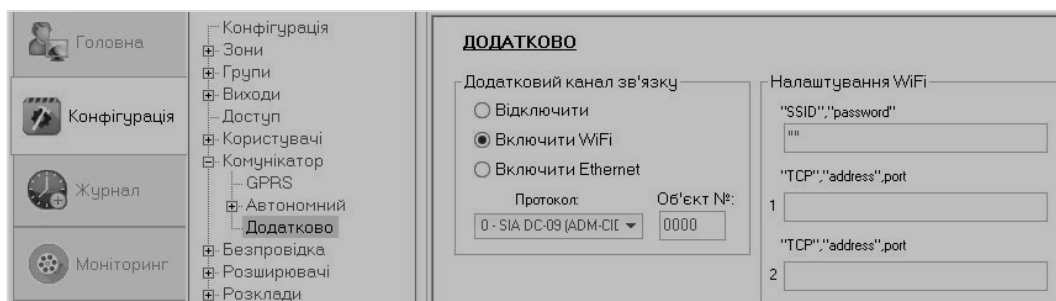 Головна
Конфігурація
Журнал
Моніторинг
Конфігурація
Зони
Групи
Виходи
Доступ
Користувачі
Комунікатор
GPRS
Автономний
Додатково
Безпровідка
Розширювачі
Розклади
ДОДАТКОВО
Додатковий канал зв'язку
Відключити
Включити WiFi
Включити Ethernet
Протокол:
Об'єкт №:
0 - SIA DC-09 (ADM-CID
0000
Налаштування WiFi
"SSID","password"
""
"TCP","address",port
1
"TCP","address",port
2